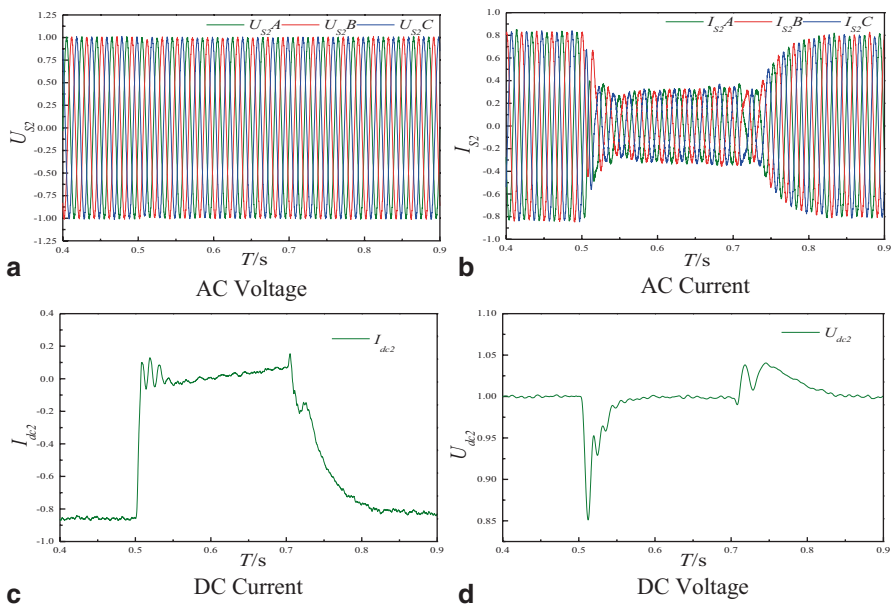 U_S2A U_S2B U_S2C
1.25
1.00
0.75
0.50
0.25
0.00
-0.25
-0.50
-0.75
-1.00
-1.25
U_S2
0.4 0.5 0.6 0.7 0.8 0.9
T/s
a
AC Voltage
I_S2A I_S2B I_S2C
1.0
0.8
0.6
0.4
0.2
0.0
-0.2
-0.4
-0.6
-0.8
-1.0
I_S2
0.4 0.5 0.6 0.7 0.8 0.9
T/s
b
AC Current
I_dc2
0.4
0.2
0.0
-0.2
-0.4
-0.6
-0.8
-1.0
I_dc2
0.4 0.5 0.6 0.7 0.8 0.9
T/s
c
DC Current
U_dc2
1.10
1.05
1.00
0.95
0.90
0.85
U_dc2
0.4 0.5 0.6 0.7 0.8 0.9
T/s
d
DC Voltage